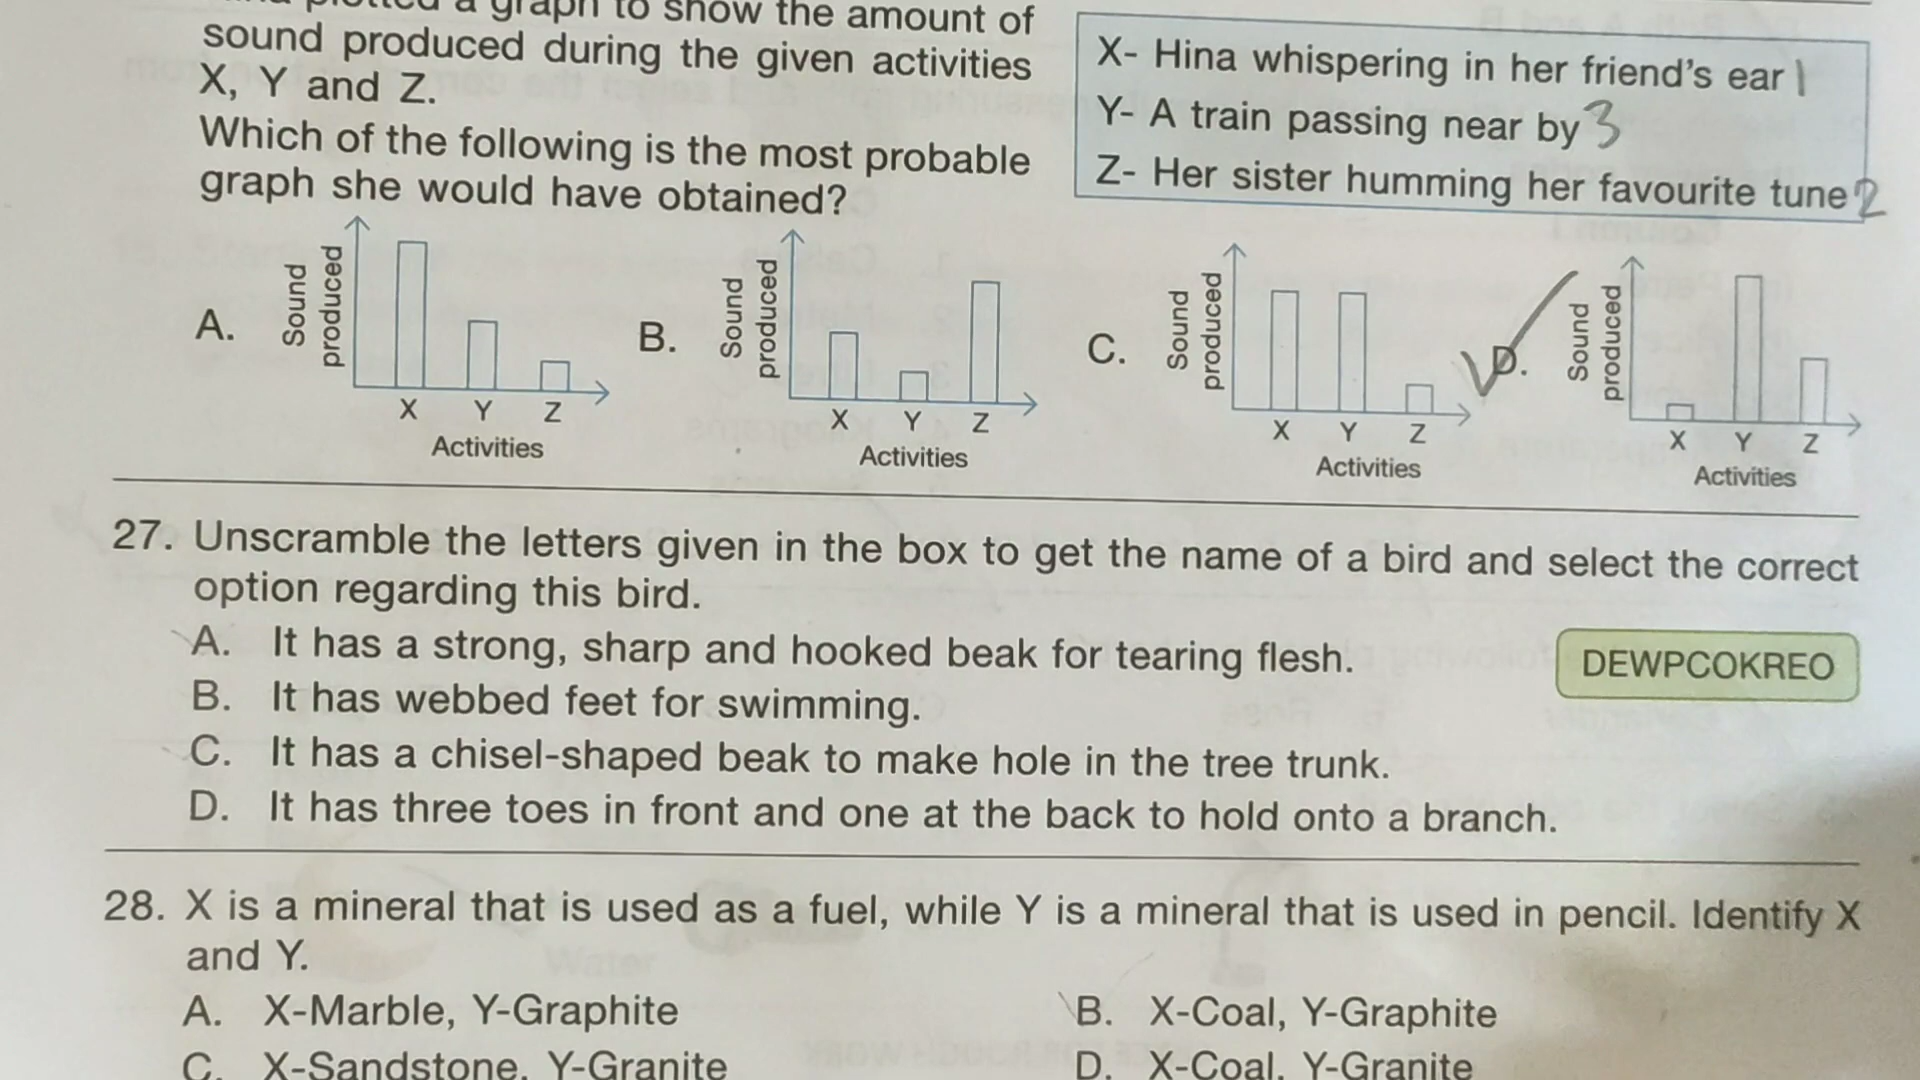 plotted a graph to show the amount of
sound produced during the given activities
X, Y and Z.
Which of the following is the most probable
graph she would have obtained?
X- Hina whispering in her friend's ear 1
Y- A train passing near by 3
Z- Her sister humming her favourite tune 2
A.
Sound
produced
X Y Z
Activities
B.
Sound
produced
X Y Z
Activities
C.
Sound
produced
X Y Z
Activities
D.
Sound
produced
X Y Z
Activities
27. Unscramble the letters given in the box to get the name of a bird and select the correct
option regarding this bird.
A. It has a strong, sharp and hooked beak for tearing flesh.
DEWPCOKREO
B. It has webbed feet for swimming.
C. It has a chisel-shaped beak to make hole in the tree trunk.
D. It has three toes in front and one at the back to hold onto a branch.
28. X is a mineral that is used as a fuel, while Y is a mineral that is used in pencil. Identify X
and Y.
A. X-Marble, Y-Graphite
B. X-Coal, Y-Graphite
C. X-Sandstone, Y-Granite
D. X-Coal, Y-Granite